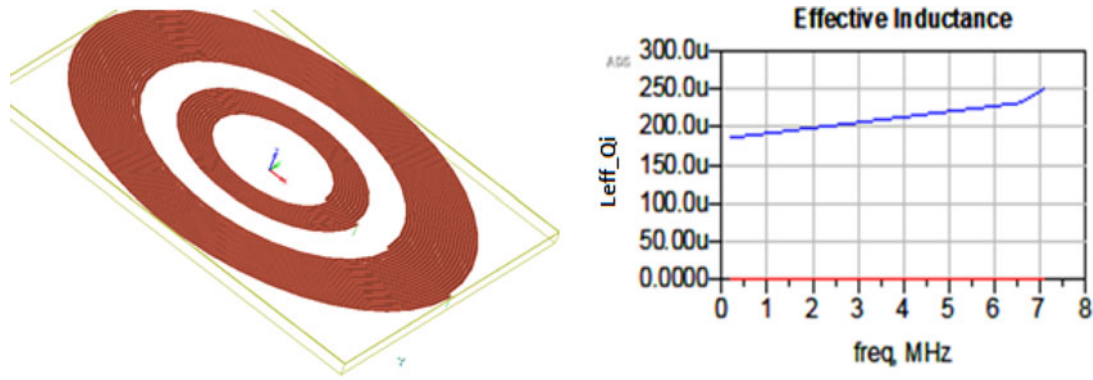 Effective Inductance
ADS
300.0u
250.0u
200.0u
150.0u
100.0u
50.00u
0.0000
Leff_Qi
0 1 2 3 4 5 6 7 8
freq, MHz